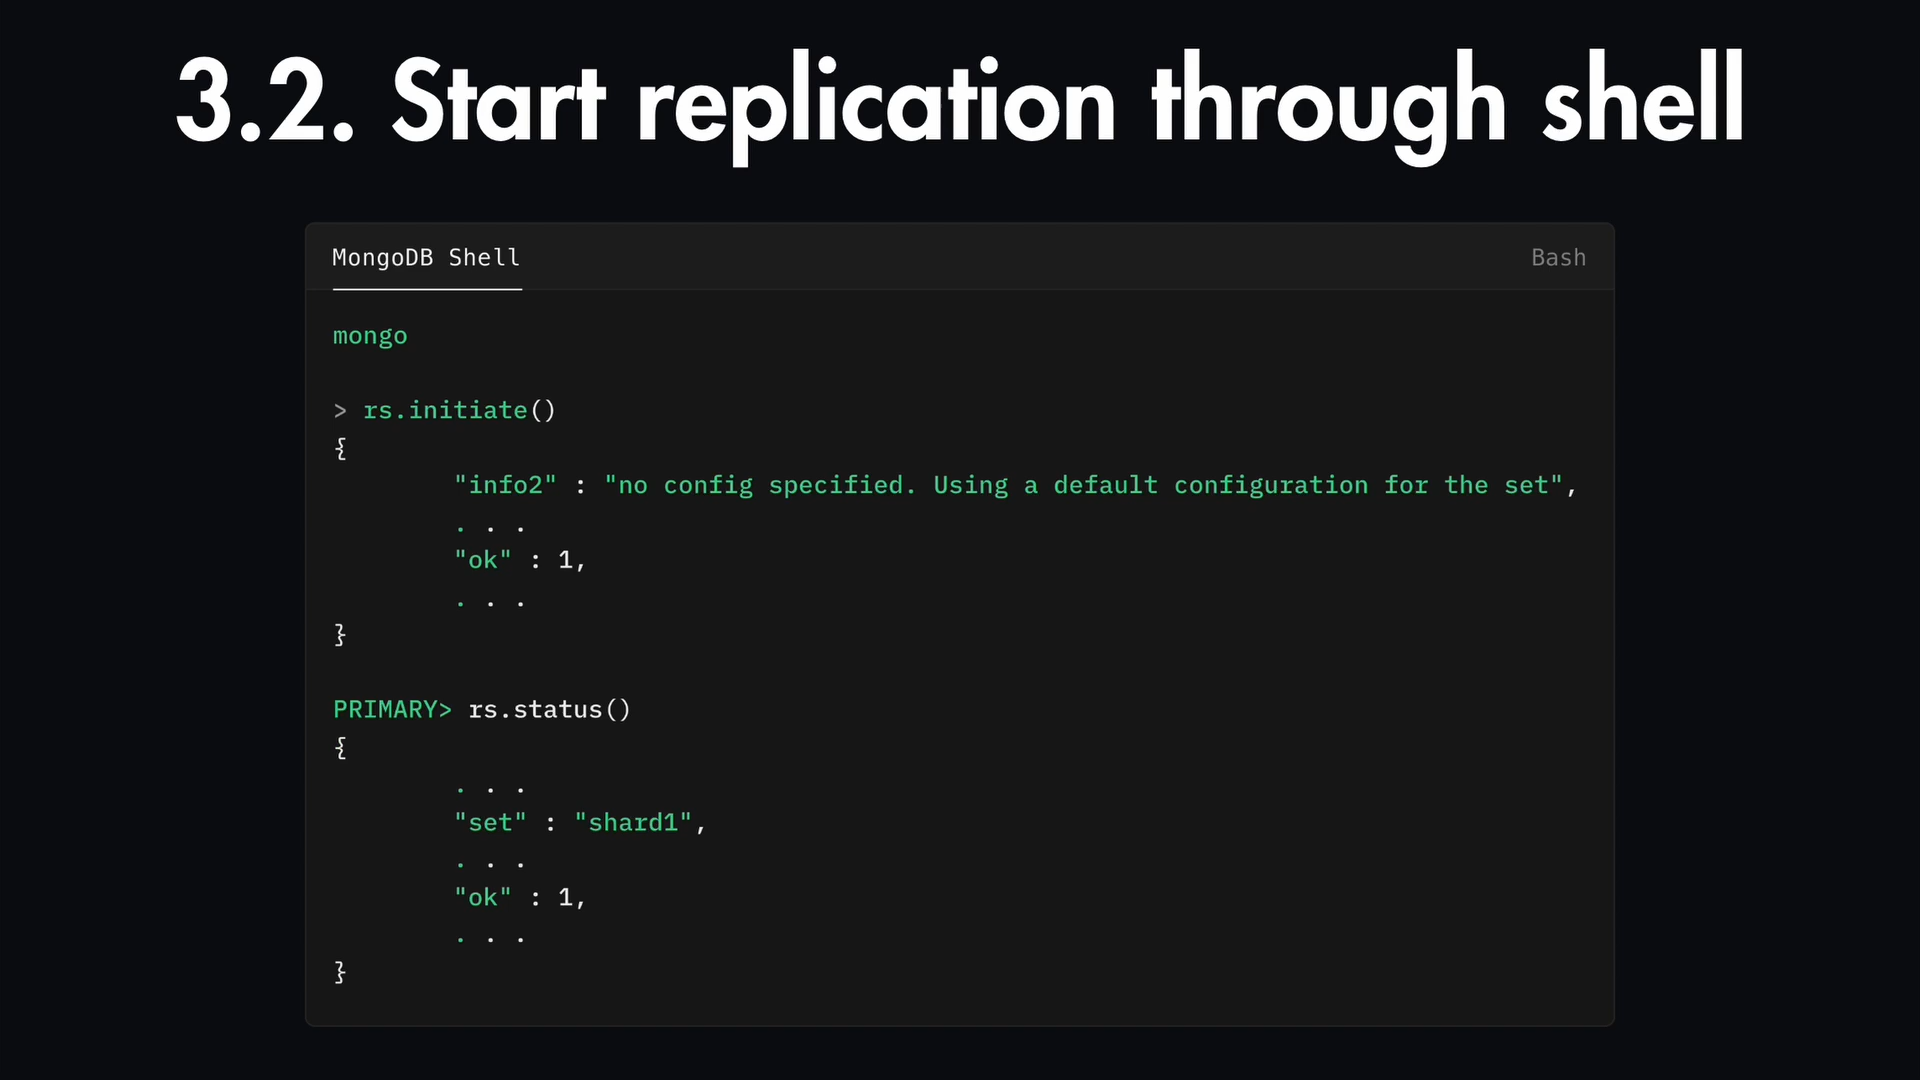 3.2. Start replication through shell
MongoDB Shell
Bash
mongo
> rs.initiate()
{
"info2" : "no config specified. Using a default configuration for the set",
. . .
"ok" : 1,
. . .
}
PRIMARY> rs.status()
{
. . .
"set" : "shard1",
. . .
"ok" : 1,
. . .
}